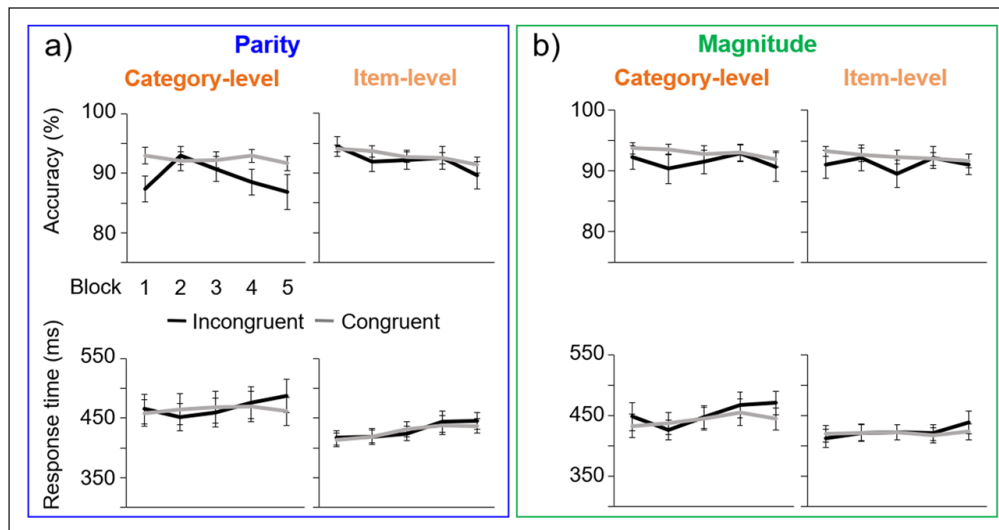 a)
Parity
Category-level
Item-level
Accuracy (%)
100
90
80
Block 1 2 3 4 5
Incongruent Congruent
Response time (ms)
550
450
350
b)
Magnitude
Category-level
Item-level
100
90
80
550
450
350